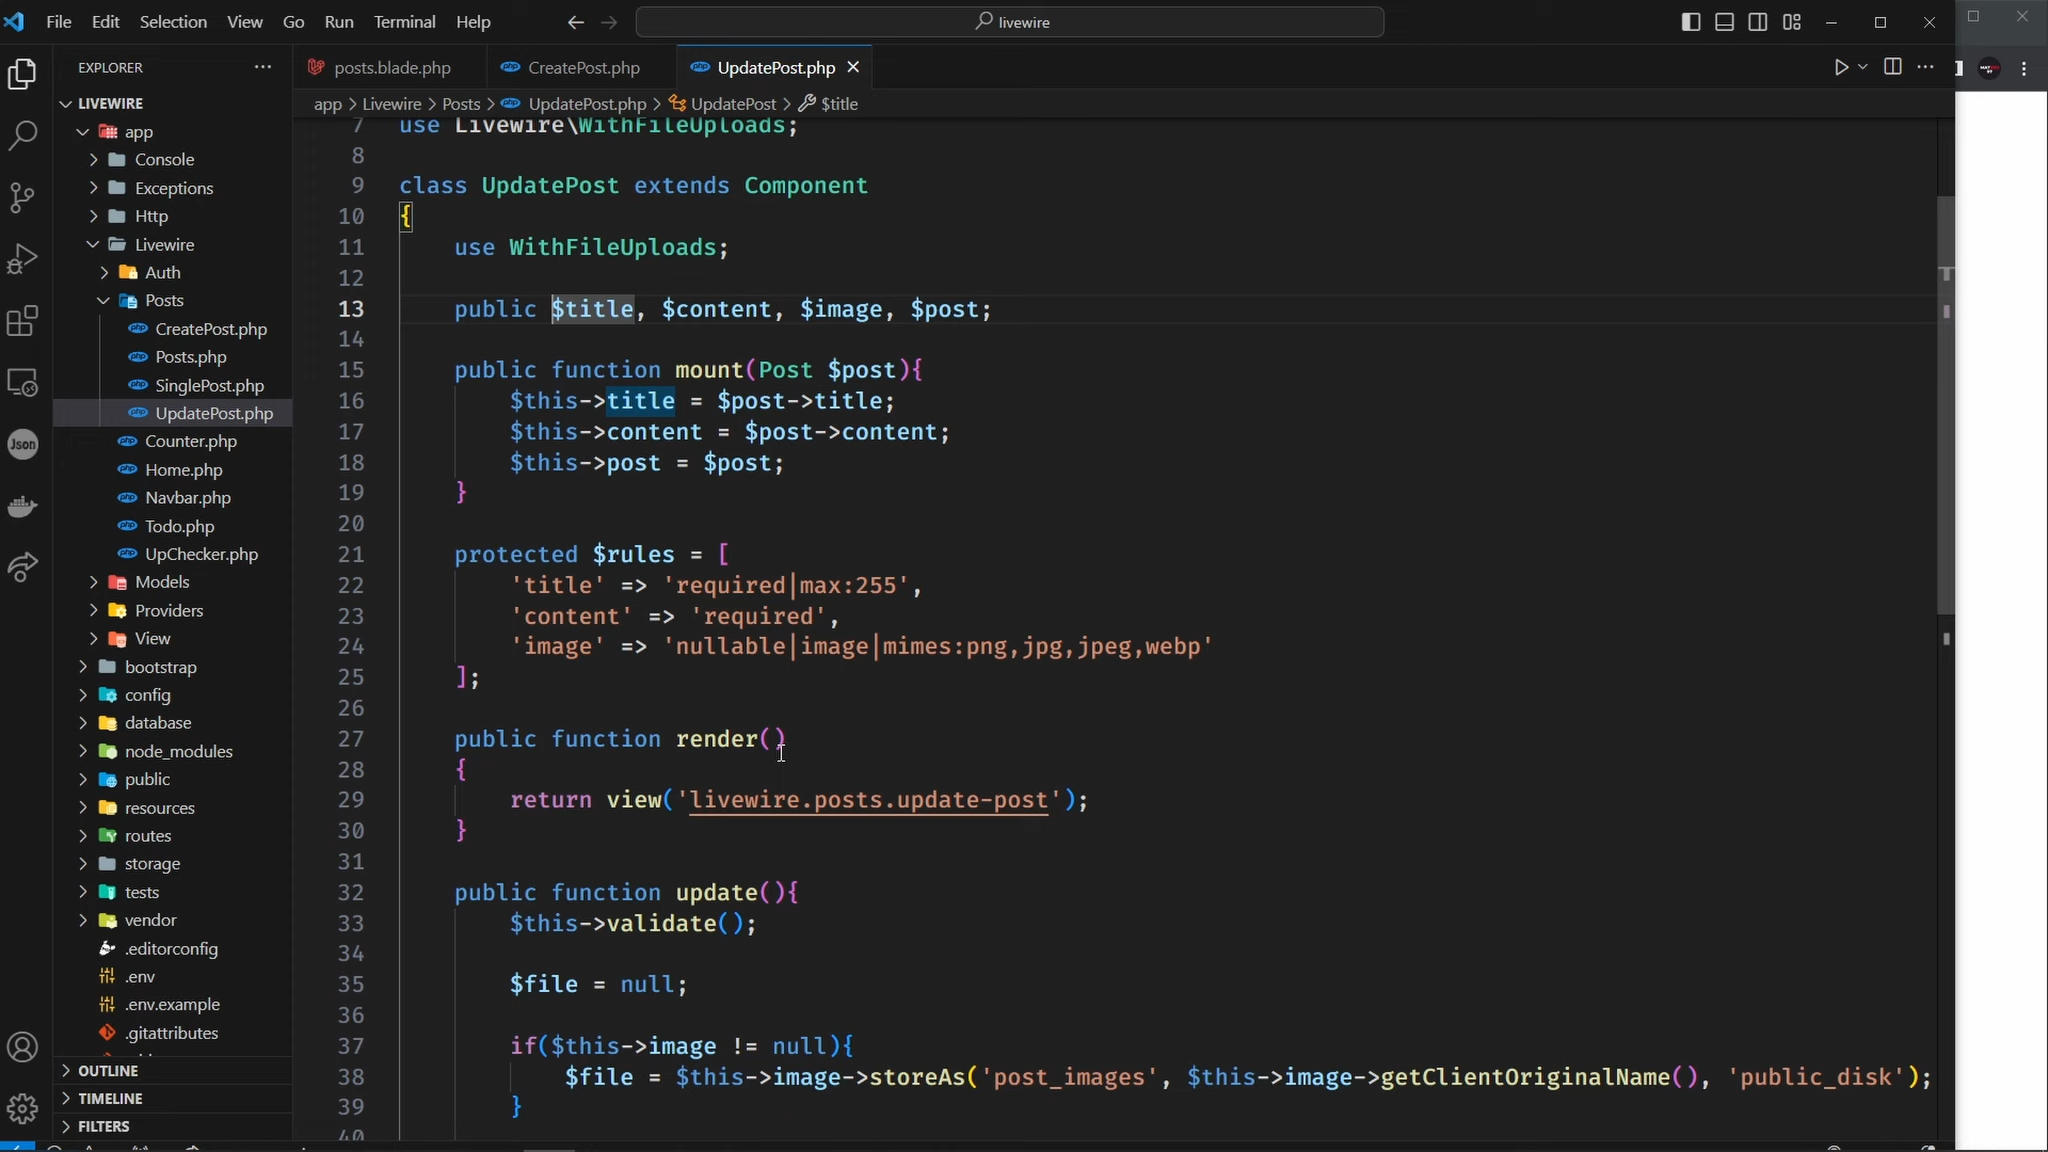 File Edit Selection View Go Run Terminal Help
livewire
EXPLORER
LIVEWIRE
app
Console
Exceptions
Http
Livewire
Auth
Posts
CreatePost.php
Posts.php
SinglePost.php
UpdatePost.php
Counter.php
Home.php
Navbar.php
Todo.php
UpChecker.php
Models
Providers
View
bootstrap
config
database
node_modules
public
resources
routes
storage
tests
vendor
.editorconfig
.env
.env.example
.gitattributes
OUTLINE
TIMELINE
FILTERS
Json
posts.blade.php CreatePost.php UpdatePost.php
app > Livewire > Posts > UpdatePost.php > UpdatePost > $title
7 use Livewire\WithFileUploads;
8
9 class UpdatePost extends Component
10 {
11 use WithFileUploads;
12
13 public $title, $content, $image, $post;
14
15 public function mount(Post $post){
16 $this->title = $post->title;
17 $this->content = $post->content;
18 $this->post = $post;
19 }
20
21 protected $rules = [
22 'title' => 'required|max:255',
23 'content' => 'required',
24 'image' => 'nullable|image|mimes:png,jpg,jpeg,webp'
25 ];
26
27 public function render()
28 {
29 return view('livewire.posts.update-post');
30 }
31
32 public function update(){
33 $this->validate();
34
35 $file = null;
36
37 if($this->image != null){
38 $file = $this->image->storeAs('post_images', $this->image->getClientOriginalName(), 'public_disk');
39 }
40